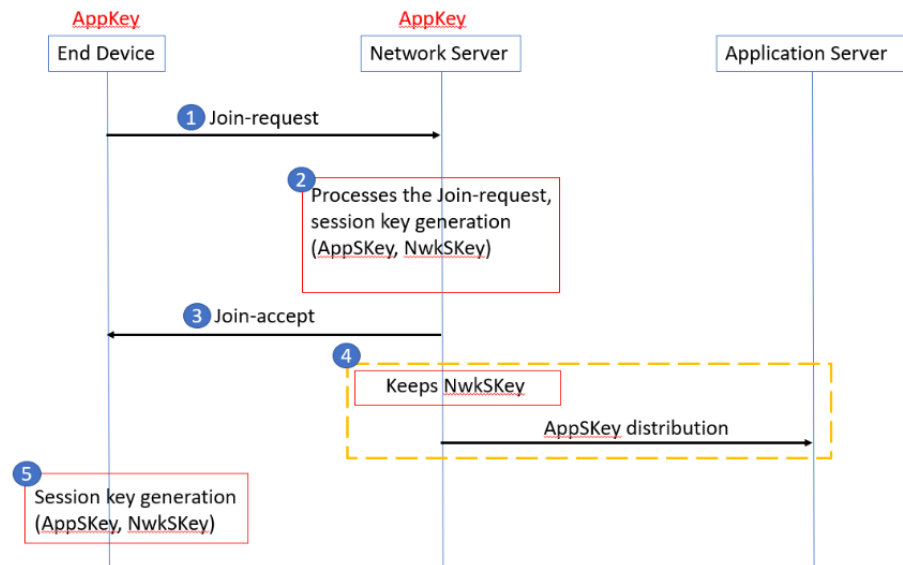 AppKey
AppKey
End Device
Network Server
Application Server
1 Join-request
2
Processes the Join-request,
session key generation
(AppSKey, NwkSKey)
3 Join-accept
4
Keeps NwkSKey
AppSKey distribution
5
Session key generation
(AppSKey, NwkSKey)